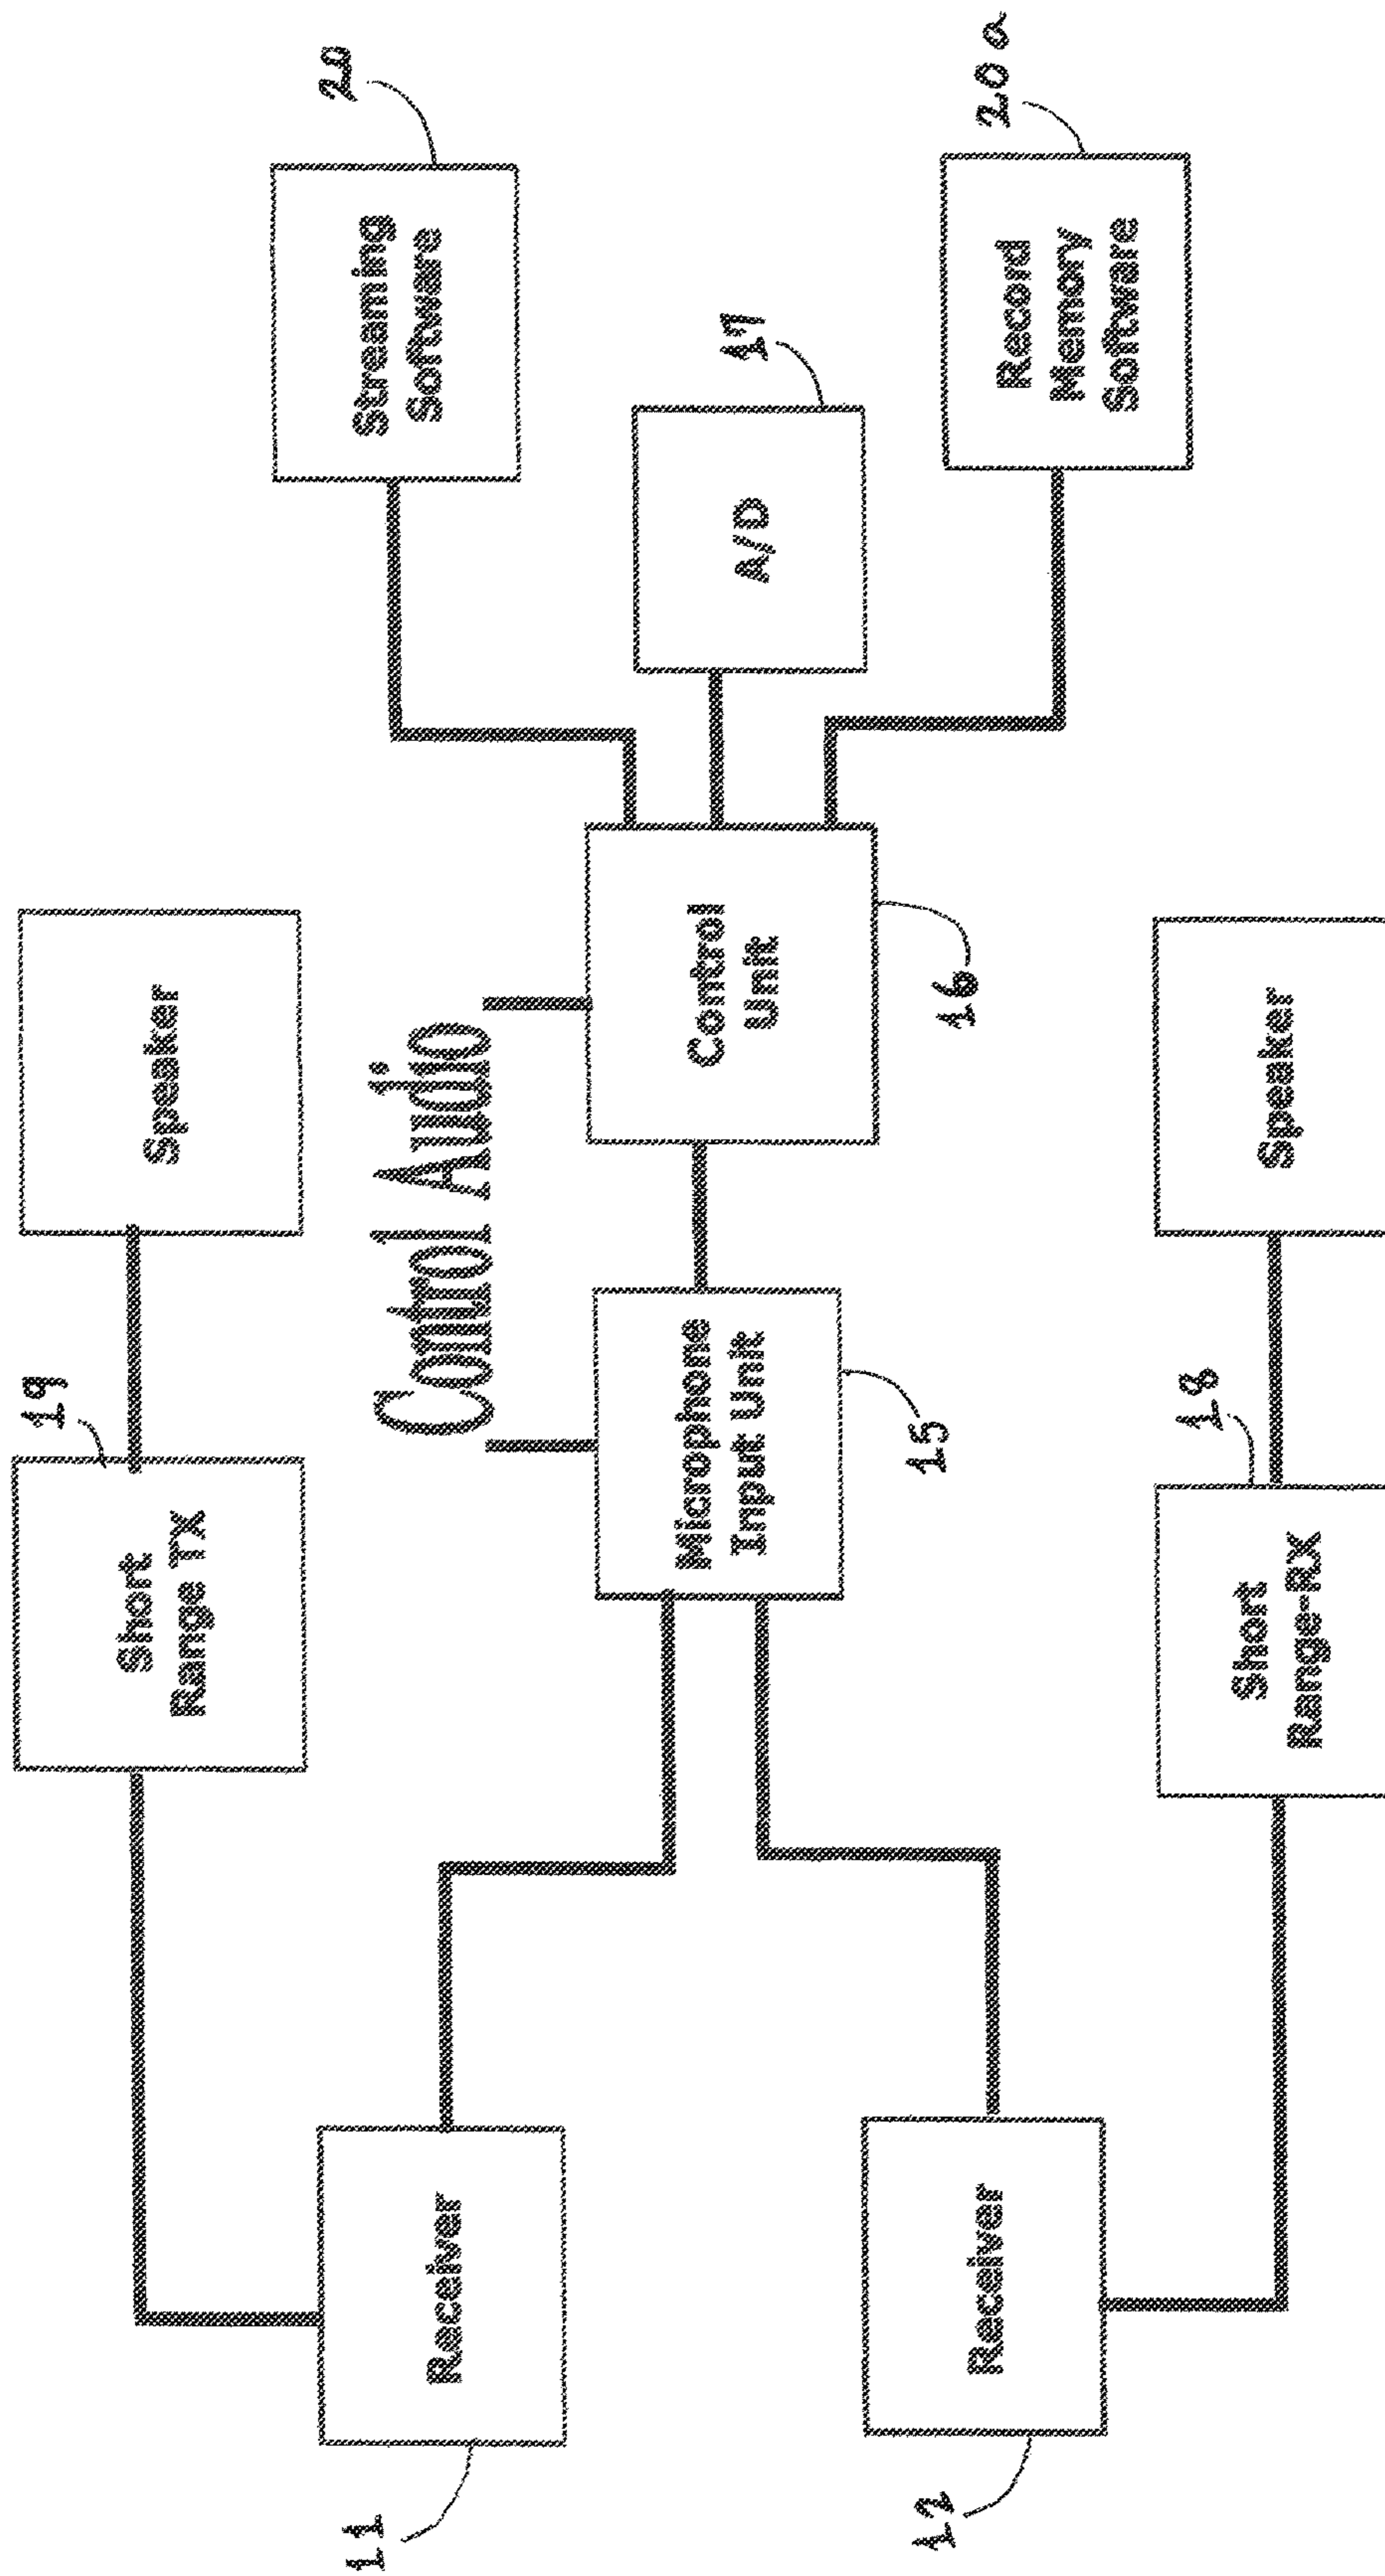 19
Short
Range TX
Speaker
20
Streaming
Software
11
Receiver
Control Audio
Microphone
Input Unit
15
Control
Unit
16
17
A/D
12
Receiver
18
Short
Range-RX
Speaker
20a
Record
Memory
Software